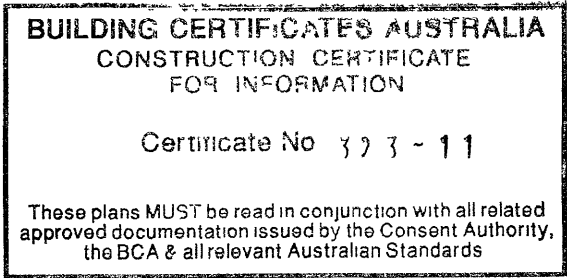 BUILDING CERTIFICATES AUSTRALIA
CONSTRUCTION CERTIFICATE
FOR INFORMATION
Certificate No
These plans MUST be read in conjunction with all related
approved documentation issued by the Consent Authority,
the BCA & all relevant Australian Standards